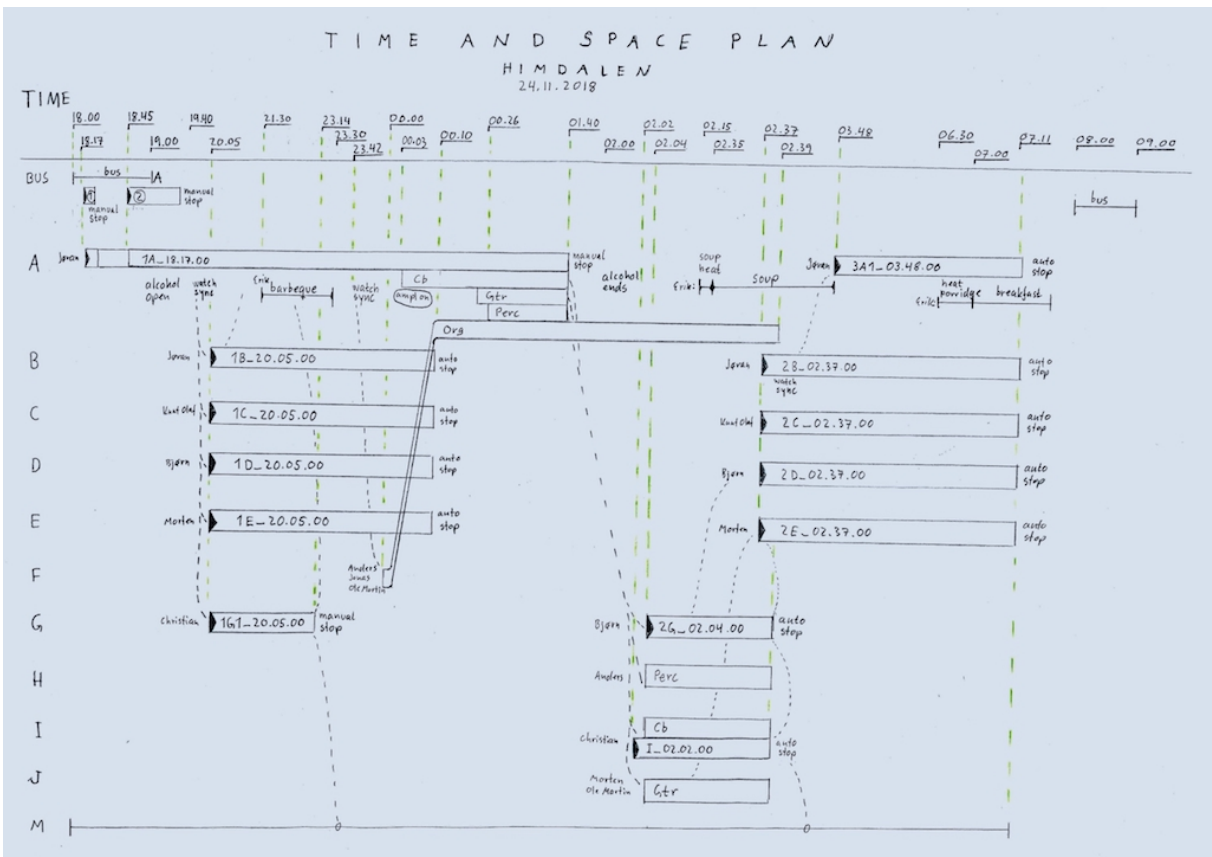 TIME AND SPACE PLAN
HIMDALEN
24.11.2018
TIME
18.00 18.45 19.40 21.30 23.14 00.00 00.26 01.40 02.02 02.15 02.37 03.48 06.30 07.11 08.00 09.00
18.17 19.00 20.05 23.30 00.03 00.10 02.00 02.04 02.35 02.39 07.00
23.42
BUS bus A
1 2 manual stop
manual stop
bus
A Jøran 1A_18.17.00 manual stop
Jøran 3A1_03.48.00 auto stop
alcohol open
watch sync
Erik:
barbeque
watch sync
Cb
amps on
Gtr
Perc
Org
alcohol ends
Erik:
soup heat
soup
Erik:
heat porridge
breakfast
B Jøran 1B_20.05.00 auto stop
Jøran 2B_02.37.00 auto stop
watch sync
C Knut Olaf 1C_20.05.00 auto stop
Knut Olaf 2C_02.37.00 auto stop
D Bjørn 1D_20.05.00 auto stop
Bjørn 2D_02.37.00 auto stop
E Morten 1E_20.05.00 auto stop
Morten 2E_02.37.00 auto stop
F Anders
Jonas
Ole Martin
G Christian 1G1_20.05.00 manual stop
Bjørn 2G_02.04.00 auto stop
H Anders Perc
I Cb
Christian I_02.02.00 auto stop
J Morten
Ole Martin Gtr
M